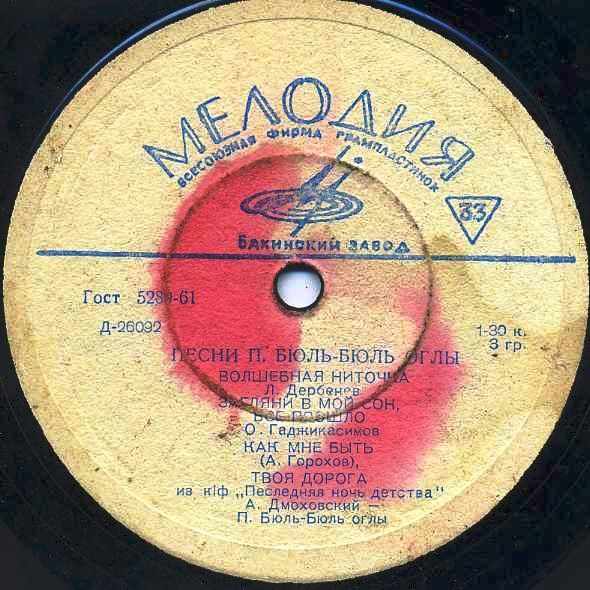 МЕЛОДИЯ
ВСЕСОЮЗНАЯ ФИРМА ГРАМПЛАСТИНОК
33
БАКИНСКИЙ ЗАВОД
Гост 5289-61
Д-26092
1-30 к.
3 гр.
ПЕСНИ П. БЮЛЬ-БЮЛЬ ОГЛЫ
ВОЛШЕБНАЯ НИТОЧКА
Л. Дербенев
ЗАГЛЯНИ В МОЙ СОН,
ВСЕ ПРОШЛО
О. Гаджикасимов
КАК МНЕ БЫТЬ
(А. Горохов),
ТВОЯ ДОРОГА
из к/ф „Последняя ночь детства"
А. Дмоховский —
П. Бюль-Бюль оглы